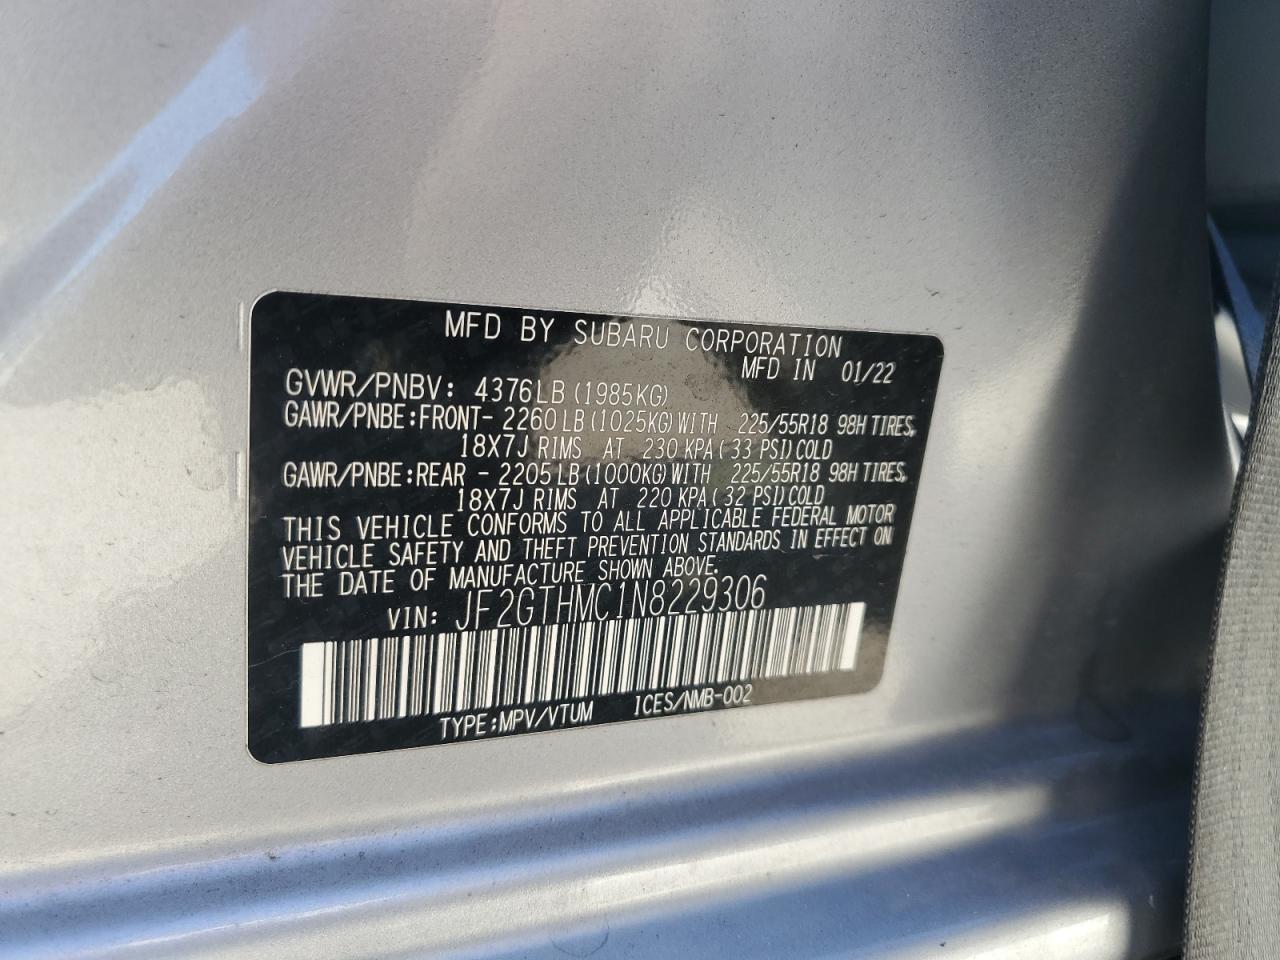 MFD BY SUBARU CORPORATION
MFD IN 01/22
GVWR/PNBV: 4376LB(1985KG)
GAWR/PNBE:FRONT- 2260LB(1025KG)WITH 225/55R18 98H TIRES,
18X7J RIMS AT 230 KPA(33 PSI)COLD
GAWR/PNBE:REAR - 2205LB(1000KG)WITH 225/55R18 98H TIRES,
18X7J RIMS AT 220 KPA(32 PSI)COLD
THIS VEHICLE CONFORMS TO ALL APPLICABLE FEDERAL MOTOR
VEHICLE SAFETY AND THEFT PREVENTION STANDARDS IN EFFECT ON
THE DATE OF MANUFACTURE SHOWN ABOVE.
VIN: JF2GTHMC1N8229306
TYPE:MPV/VTUM ICES/NMB-002